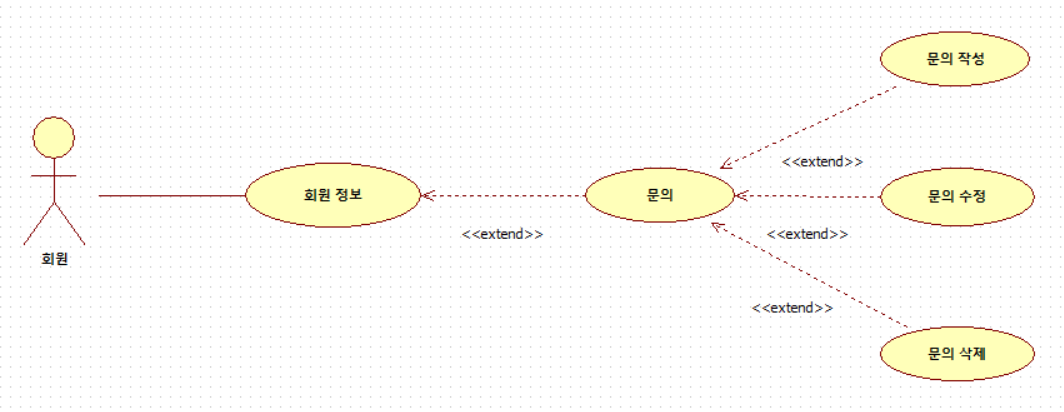 문의 작성
<<extend>>
회원
회원 정보
<<extend>>
문의
<<extend>>
문의 수정
<<extend>>
문의 삭제